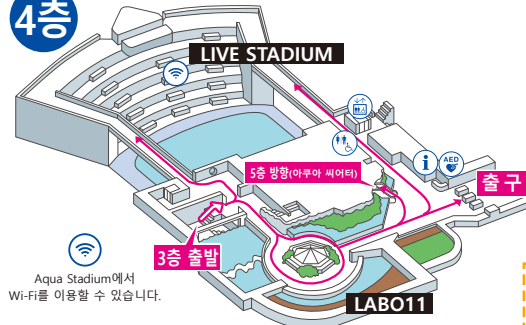 4층
LIVE STADIUM
AED
5층 방향(아쿠아 씨어터)
출구
3층 출발
Aqua Stadium에서
Wi-Fi를 이용할 수 있습니다.
LABO11